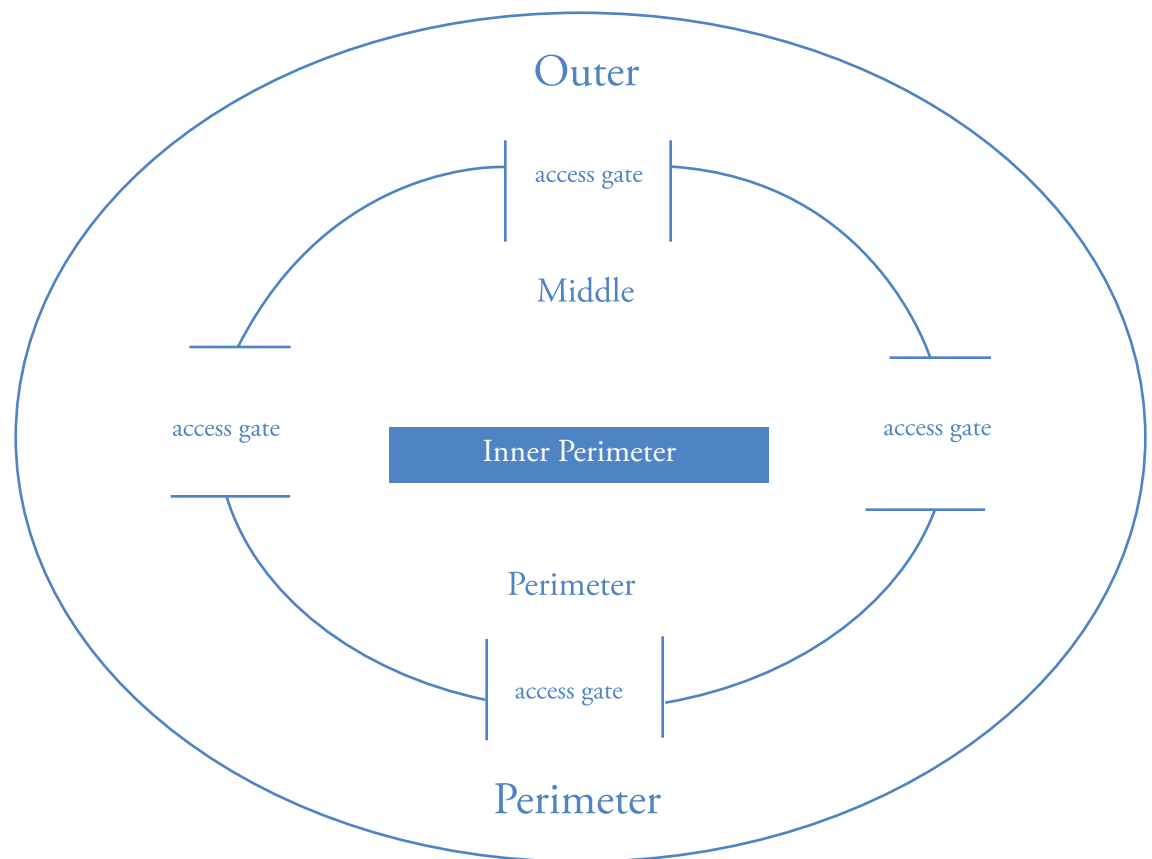 Outer
access gate
Middle
access gate
access gate
Inner Perimeter
Perimeter
access gate
Perimeter